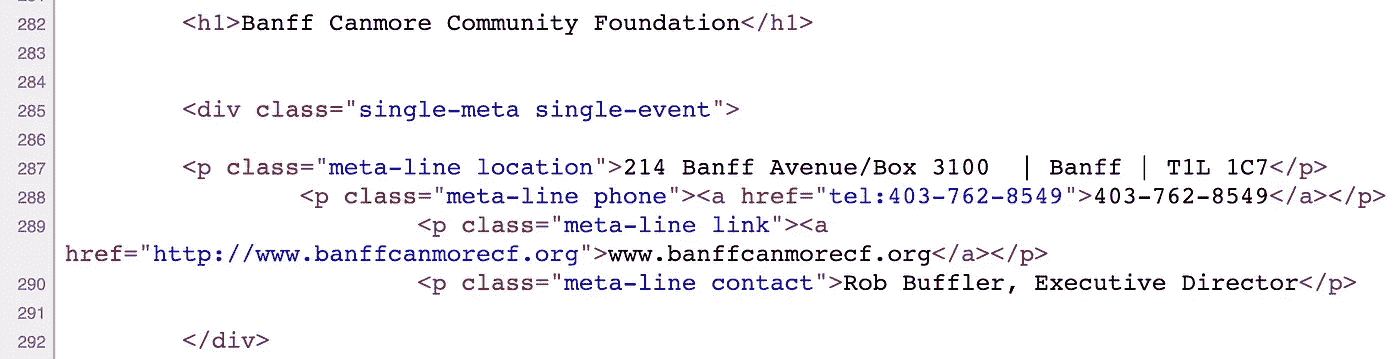 282 <h1>Banff Canmore Community Foundation</h1>
283
284
285 <div class="single-meta single-event">
286
287 <p class="meta-line location">214 Banff Avenue/Box 3100  | Banff | T1L 1C7</p>
288 <p class="meta-line phone"><a href="tel:403-762-8549">403-762-8549</a></p>
289 <p class="meta-line link"><a
href="http://www.banffcanmorecf.org">www.banffcanmorecf.org</a></p>
290 <p class="meta-line contact">Rob Buffler, Executive Director</p>
291
292 </div>